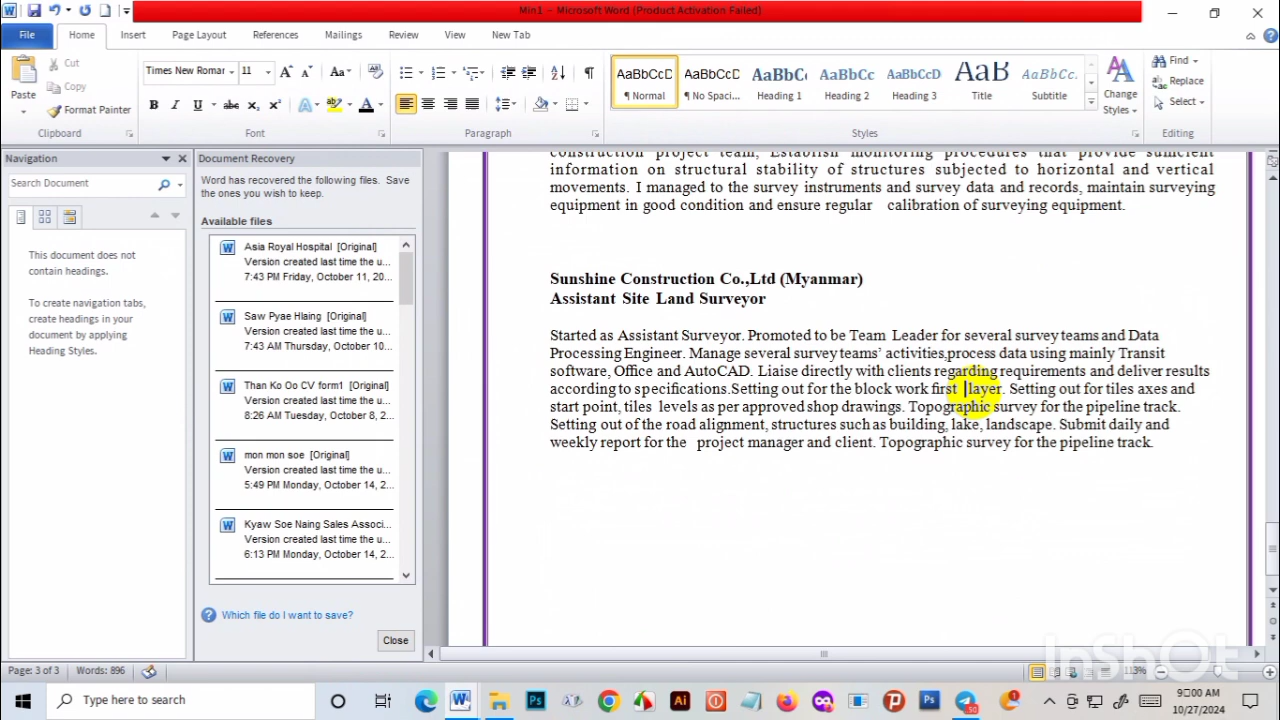 Min1 – Microsoft Word (Product Activation Failed)
File Home Insert Page Layout References Mailings Review View New Tab
Paste
Cut
Copy
Format Painter
Clipboard
Times New Romar 11
Font
Paragraph
AaBbCcD AaBbCcD AaBbC AaBbCc AaBbCcD AaB AaBbCc.
¶ Normal ¶ No Spaci... Heading 1 Heading 2 Heading 3 Title Subtitle
Change
Styles
Styles
Find
Replace
Select
Editing
Navigation
Search Document
This document does not
contain headings.
To create navigation tabs,
create headings in your
document by applying
Heading Styles.
Document Recovery
Word has recovered the following files. Save
the ones you wish to keep.
Available files
Asia Royal Hospital [Original]
Version created last time the u...
7:43 PM Friday, October 11, 20...
Saw Pyae Hlaing [Original]
Version created last time the u...
7:43 AM Thursday, October 10...
Than Ko Oo CV form1 [Original]
Version created last time the u...
8:26 AM Tuesday, October 8, 2...
mon mon soe [Original]
Version created last time the u...
5:49 PM Monday, October 14, 2...
Kyaw Soe Naing Sales Associ...
Version created last time the u...
6:13 PM Monday, October 14, 2...
Which file do I want to save?
Close
construction project team, Establish monitoring procedures that provide sufficient
information on structural stability of structures subjected to horizontal and vertical
movements. I managed to the survey instruments and survey data and records, maintain surveying
equipment in good condition and ensure regular calibration of surveying equipment.
Sunshine Construction Co.,Ltd (Myanmar)
Assistant Site Land Surveyor
Started as Assistant Surveyor. Promoted to be Team Leader for several survey teams and Data
Processing Engineer. Manage several survey teams’ activities,process data using mainly Transit
software, Office and AutoCAD. Liaise directly with clients regarding requirements and deliver results
according to specifications.Setting out for the block work first layer. Setting out for tiles axes and
start point, tiles levels as per approved shop drawings. Topographic survey for the pipeline track.
Setting out of the road alignment, structures such as building, lake, landscape. Submit daily and
weekly report for the project manager and client. Topographic survey for the pipeline track.
InShOt
Page: 3 of 3 Words: 896 113%
Type here to search
9:00 AM
10/27/2024